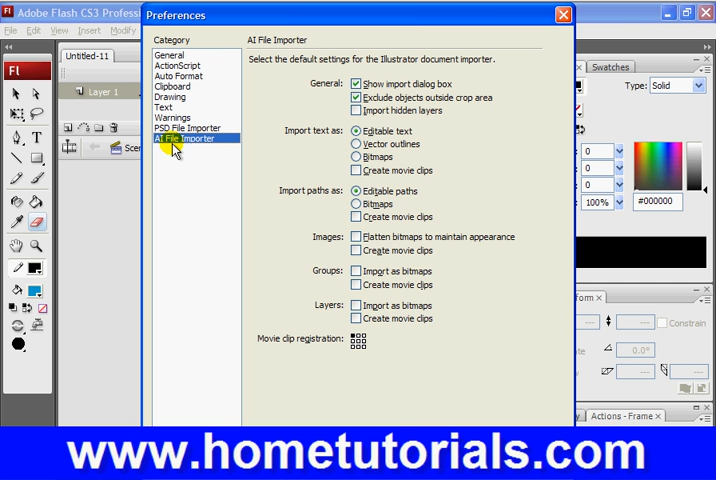 Adobe Flash CS3 Profess
Preferences
File Edit View Insert Modify
Untitled-11
Fl
Layer 1
Scen
Category
General
ActionScript
Auto Format
Clipboard
Drawing
Text
Warnings
PSD File Importer
AI File Importer
AI File Importer
Select the default settings for the Illustrator document importer.
General: Show import dialog box
Exclude objects outside crop area
Import hidden layers
Import text as: Editable text
Vector outlines
Bitmaps
Create movie clips
Import paths as: Editable paths
Bitmaps
Create movie clips
Images: Flatten bitmaps to maintain appearance
Create movie clips
Groups: Import as bitmaps
Create movie clips
Layers: Import as bitmaps
Create movie clips
Movie clip registration:
Swatches
Type: Solid
0
0
0
100% #000000
form
Constrain
0.0°
Actions - Frame
www.hometutorials.com